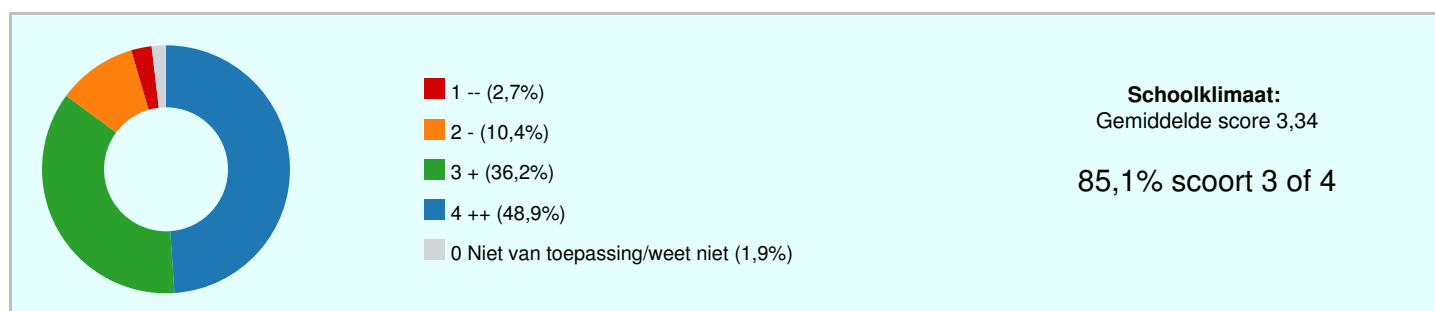 1 -- (2,7%)
2 - (10,4%)
3 + (36,2%)
4 ++ (48,9%)
0 Niet van toepassing/weet niet (1,9%)
Schoolklimaat:
Gemiddelde score 3,34
85,1% scoort 3 of 4